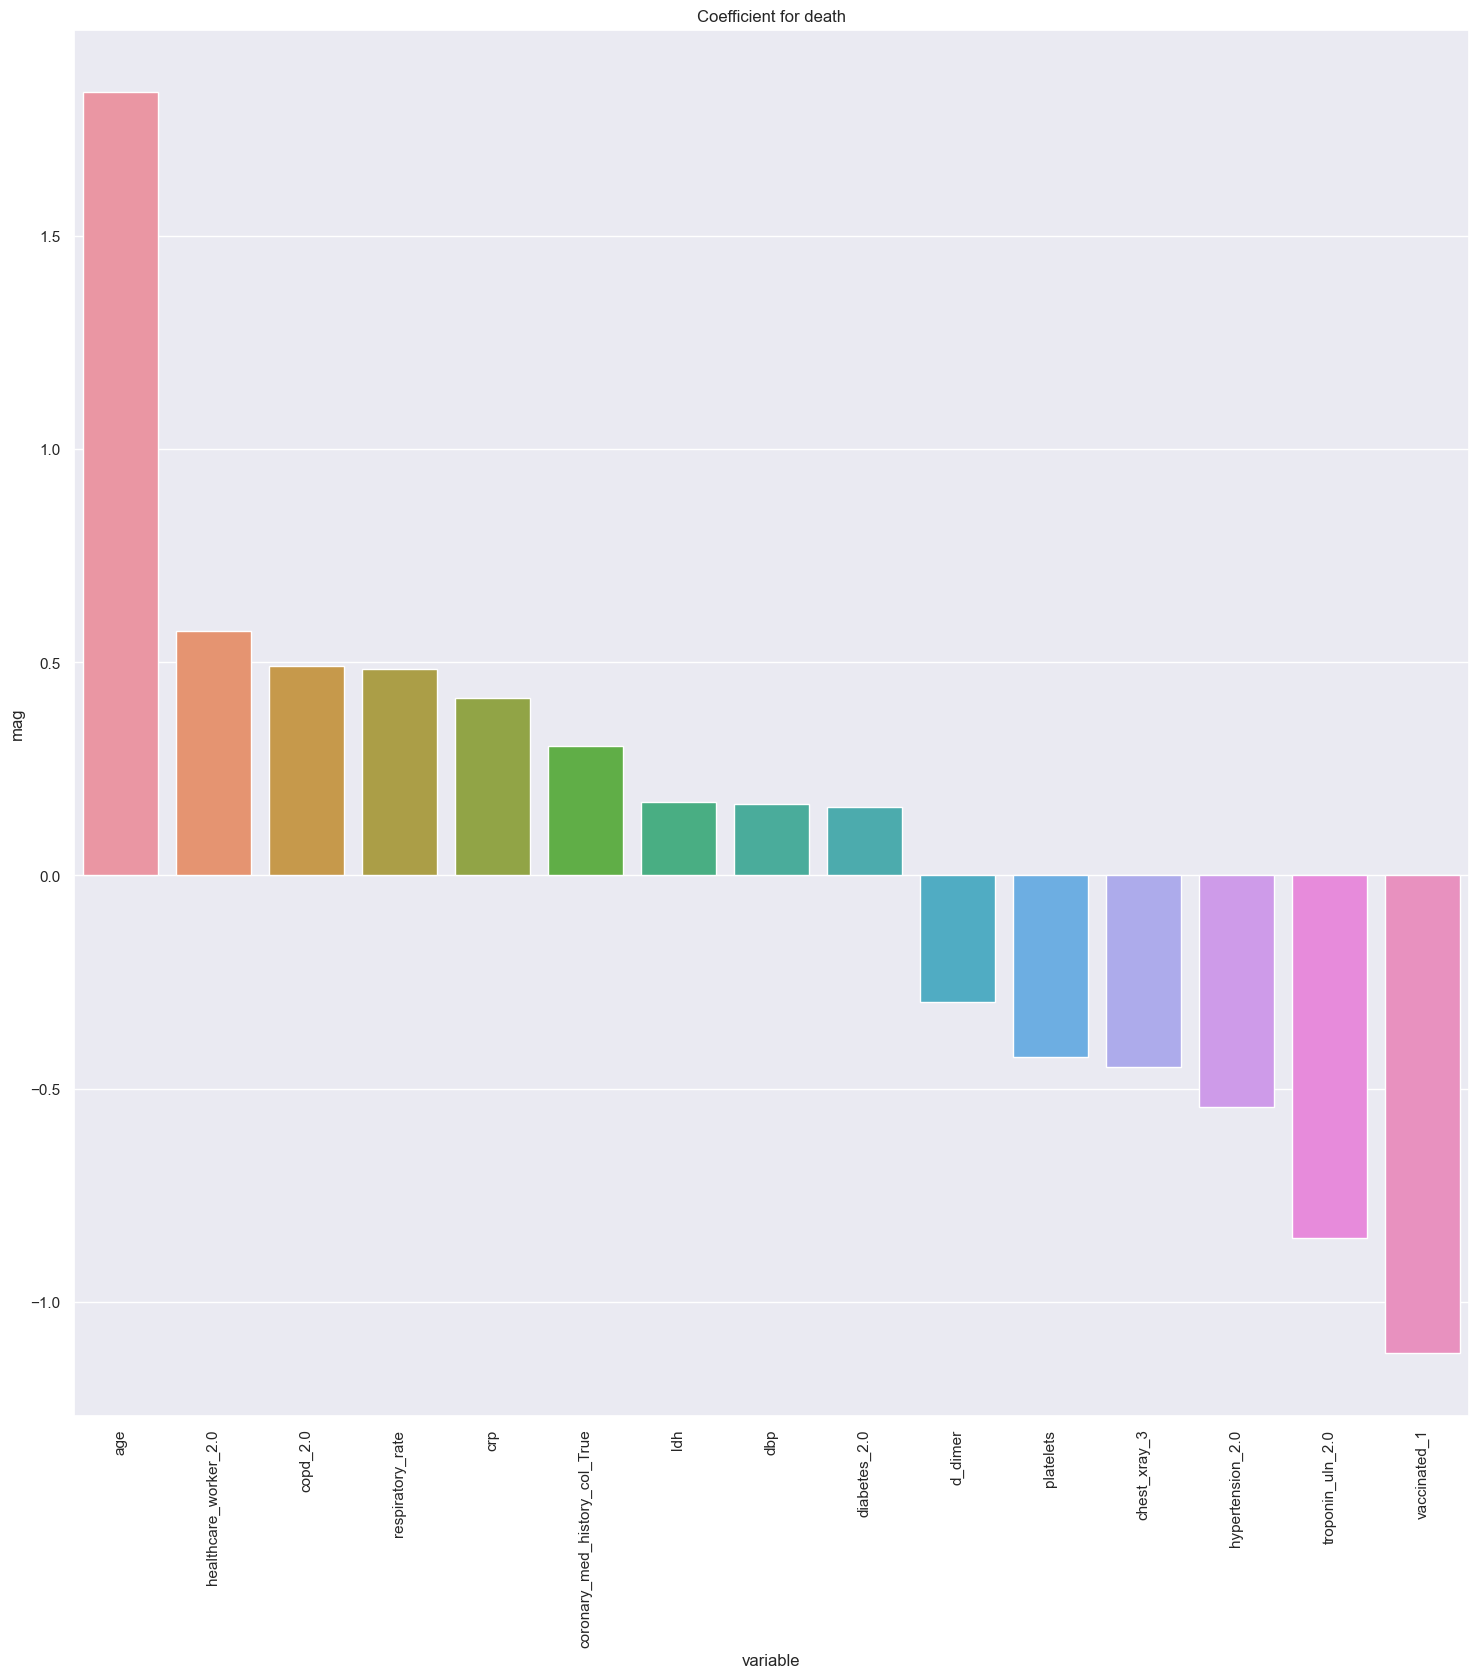 Coefficient for death
1.5
1.0
0.5
0.0
−0.5
−1.0
mag
age
healthcare_worker_2.0
copd_2.0
respiratory_rate
crp
coronary_med_history_col_True
ldh
dbp
diabetes_2.0
d_dimer
platelets
chest_xray_3
hypertension_2.0
troponin_uln_2.0
vaccinated_1
variable